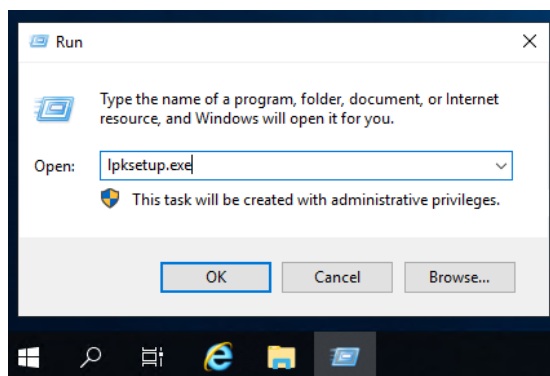 Run
Type the name of a program, folder, document, or Internet
resource, and Windows will open it for you.
Open:
lpksetup.exe
This task will be created with administrative privileges.
OK
Cancel
Browse...